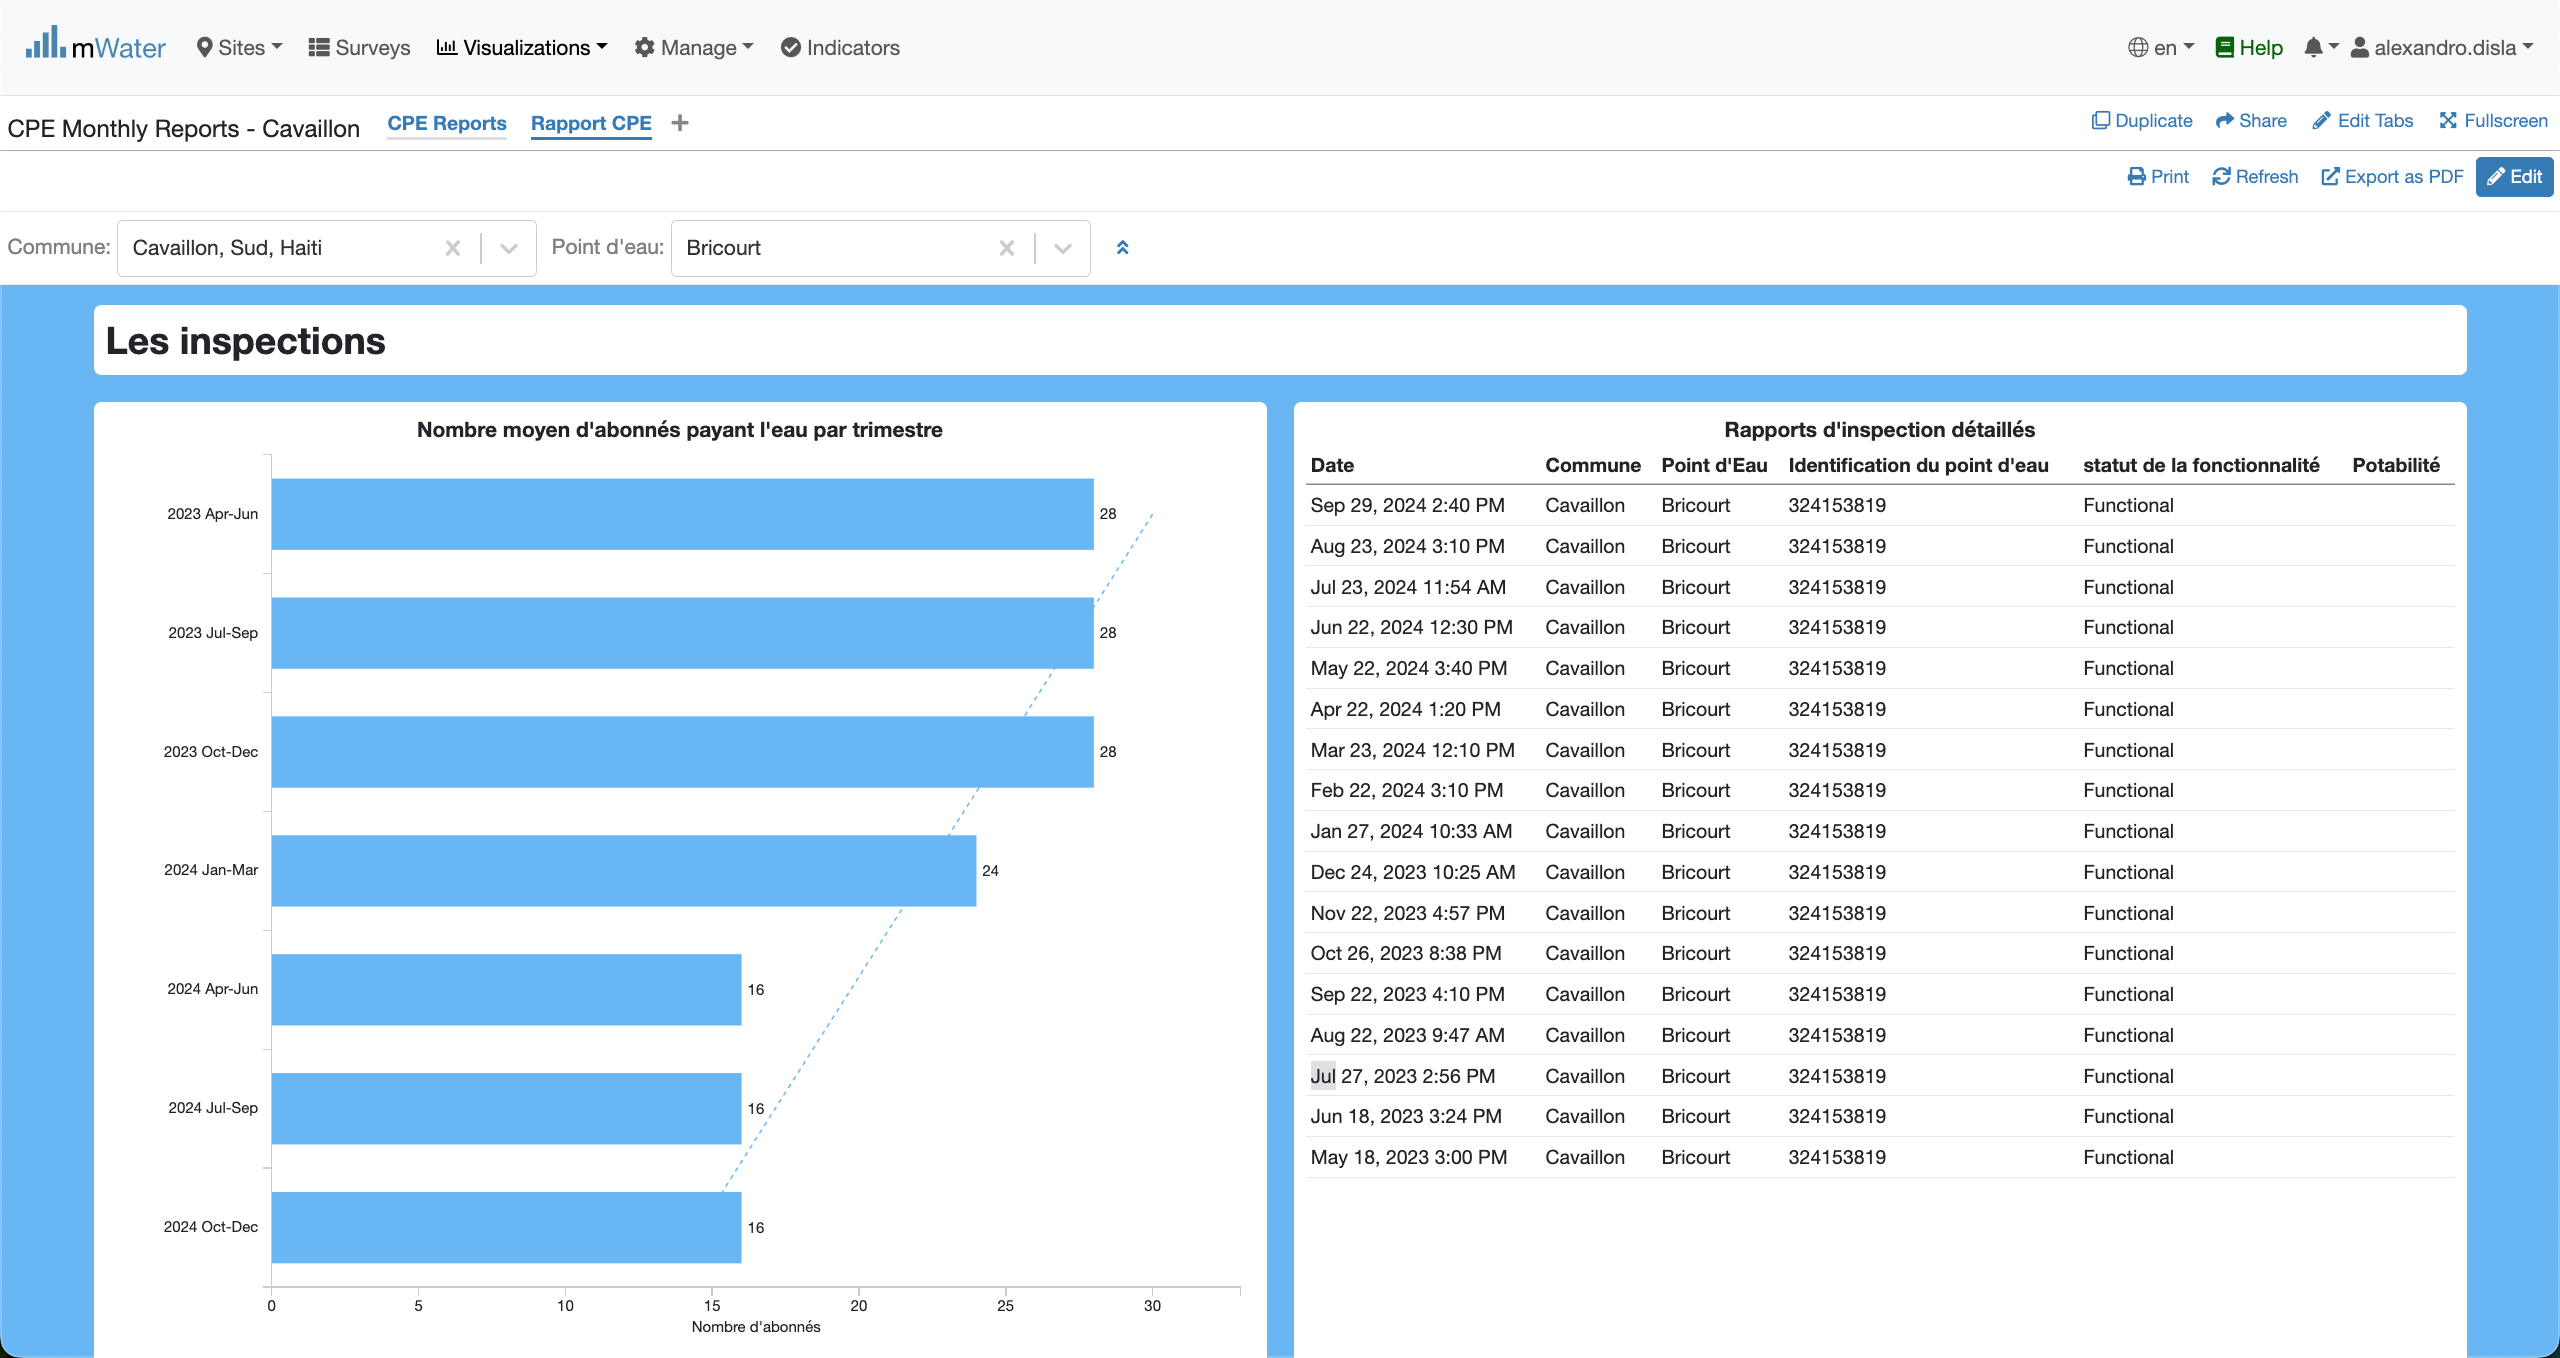 mWater Sites Surveys Visualizations Manage Indicators en Help alexandro.disla
CPE Monthly Reports - Cavaillon CPE Reports Rapport CPE + Duplicate Share Edit Tabs Fullscreen
Print Refresh Export as PDF Edit
Commune: Cavaillon, Sud, Haiti Point d'eau: Bricourt
Les inspections
Nombre moyen d'abonnés payant l'eau par trimestre
2023 Apr-Jun 28
2023 Jul-Sep 28
2023 Oct-Dec 28
2024 Jan-Mar 24
2024 Apr-Jun 16
2024 Jul-Sep 16
2024 Oct-Dec 16
0 5 10 15 20 25 30
Nombre d'abonnés
Rapports d'inspection détaillés
Date Commune Point d'Eau Identification du point d'eau statut de la fonctionnalité Potabilité
Sep 29, 2024 2:40 PM Cavaillon Bricourt 324153819 Functional
Aug 23, 2024 3:10 PM Cavaillon Bricourt 324153819 Functional
Jul 23, 2024 11:54 AM Cavaillon Bricourt 324153819 Functional
Jun 22, 2024 12:30 PM Cavaillon Bricourt 324153819 Functional
May 22, 2024 3:40 PM Cavaillon Bricourt 324153819 Functional
Apr 22, 2024 1:20 PM Cavaillon Bricourt 324153819 Functional
Mar 23, 2024 12:10 PM Cavaillon Bricourt 324153819 Functional
Feb 22, 2024 3:10 PM Cavaillon Bricourt 324153819 Functional
Jan 27, 2024 10:33 AM Cavaillon Bricourt 324153819 Functional
Dec 24, 2023 10:25 AM Cavaillon Bricourt 324153819 Functional
Nov 22, 2023 4:57 PM Cavaillon Bricourt 324153819 Functional
Oct 26, 2023 8:38 PM Cavaillon Bricourt 324153819 Functional
Sep 22, 2023 4:10 PM Cavaillon Bricourt 324153819 Functional
Aug 22, 2023 9:47 AM Cavaillon Bricourt 324153819 Functional
Jul 27, 2023 2:56 PM Cavaillon Bricourt 324153819 Functional
Jun 18, 2023 3:24 PM Cavaillon Bricourt 324153819 Functional
May 18, 2023 3:00 PM Cavaillon Bricourt 324153819 Functional